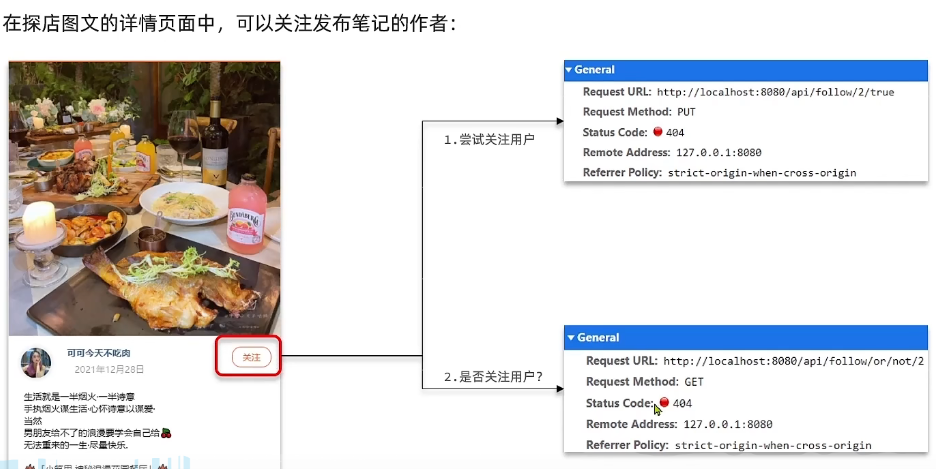 在探店图文的详情页面中，可以关注发布笔记的作者：
可可今天不吃肉
2021年12月28日
关注
生活就是一半烟火·一半诗意
手执烟火谋生活·心怀诗意以谋爱·
当然
男朋友给不了的浪漫要学会自己给🍒
无法重来的一生·尽量快乐.
1.尝试关注用户
General
Request URL: http://localhost:8080/api/follow/2/true
Request Method: PUT
Status Code: 404
Remote Address: 127.0.0.1:8080
Referrer Policy: strict-origin-when-cross-origin
2.是否关注用户?
General
Request URL: http://localhost:8080/api/follow/or/not/2
Request Method: GET
Status Code: 404
Remote Address: 127.0.0.1:8080
Referrer Policy: strict-origin-when-cross-origin